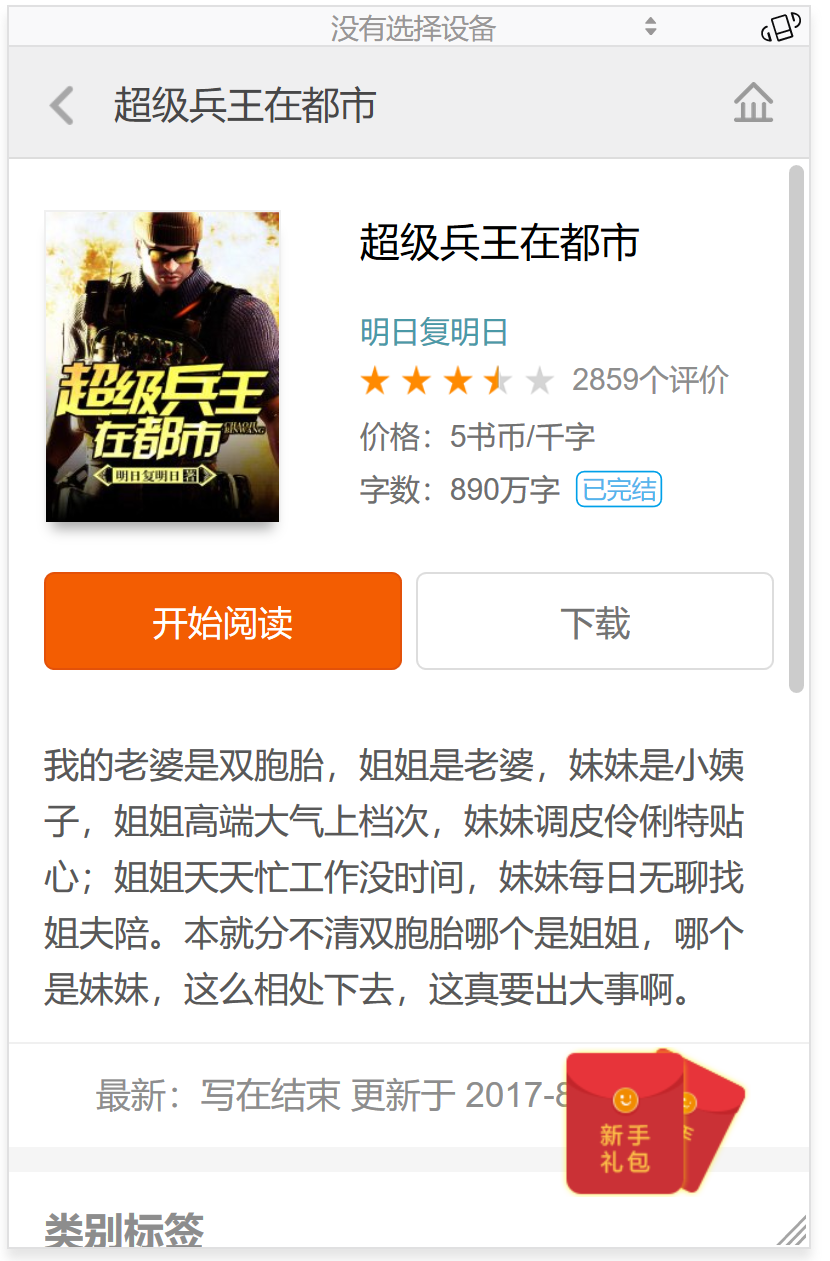 没有选择设备
超级兵王在都市
超级兵王
在都市
CHAOJI
BINWANG
明日复明日 著
超级兵王在都市
明日复明日
2859个评价
价格：5书币/千字
字数：890万字 已完结
开始阅读
下载
我的老婆是双胞胎，姐姐是老婆，妹妹是小姨
子，姐姐高端大气上档次，妹妹调皮伶俐特贴
心；姐姐天天忙工作没时间，妹妹每日无聊找
姐夫陪。本就分不清双胞胎哪个是姐姐，哪个
是妹妹，这么相处下去，这真要出大事啊。
最新：写在结束 更新于 2017-8
新手
礼包
类别标签